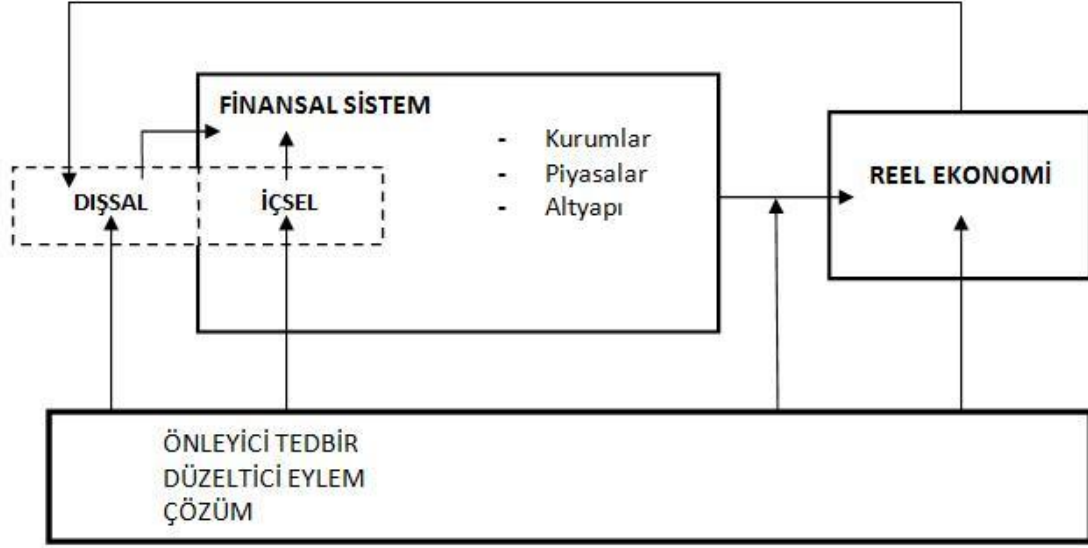 FİNANSAL SİSTEM
- Kurumlar
- Piyasalar
- Altyapı
DIŞSAL
İÇSEL
REEL EKONOMİ
ÖNLEYİCİ TEDBİR
DÜZELTİCİ EYLEM
ÇÖZÜM